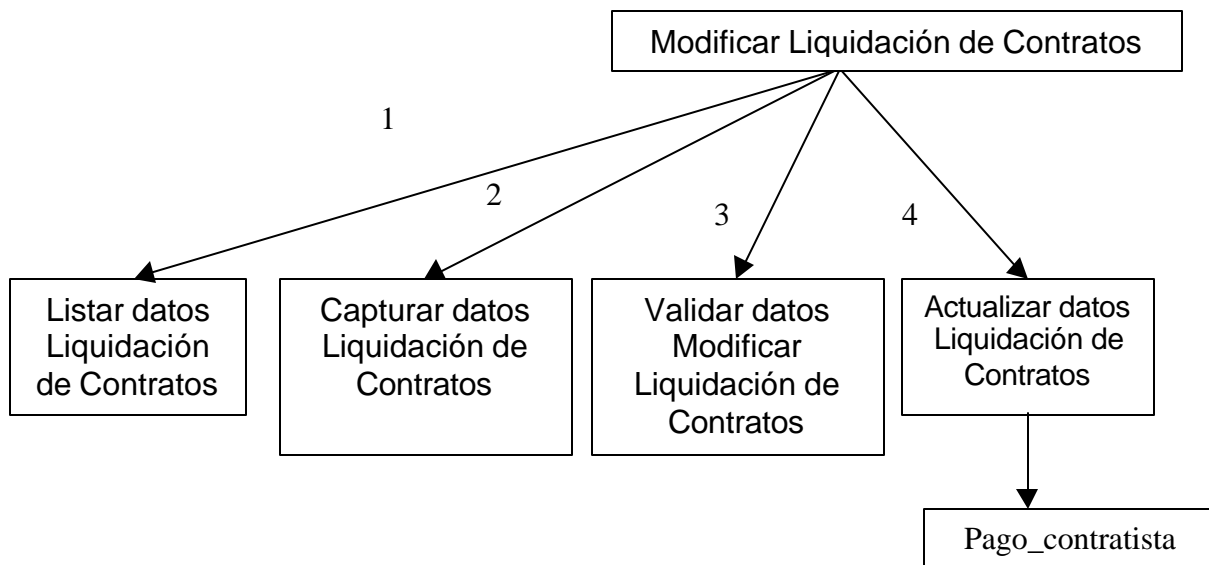 Modificar Liquidación de Contratos
1
2
3
4
Listar datos
Liquidación
de Contratos
Capturar datos
Liquidación de
Contratos
Validar datos
Modificar
Liquidación de
Contratos
Actualizar datos
Liquidación de
Contratos
Pago_contratista